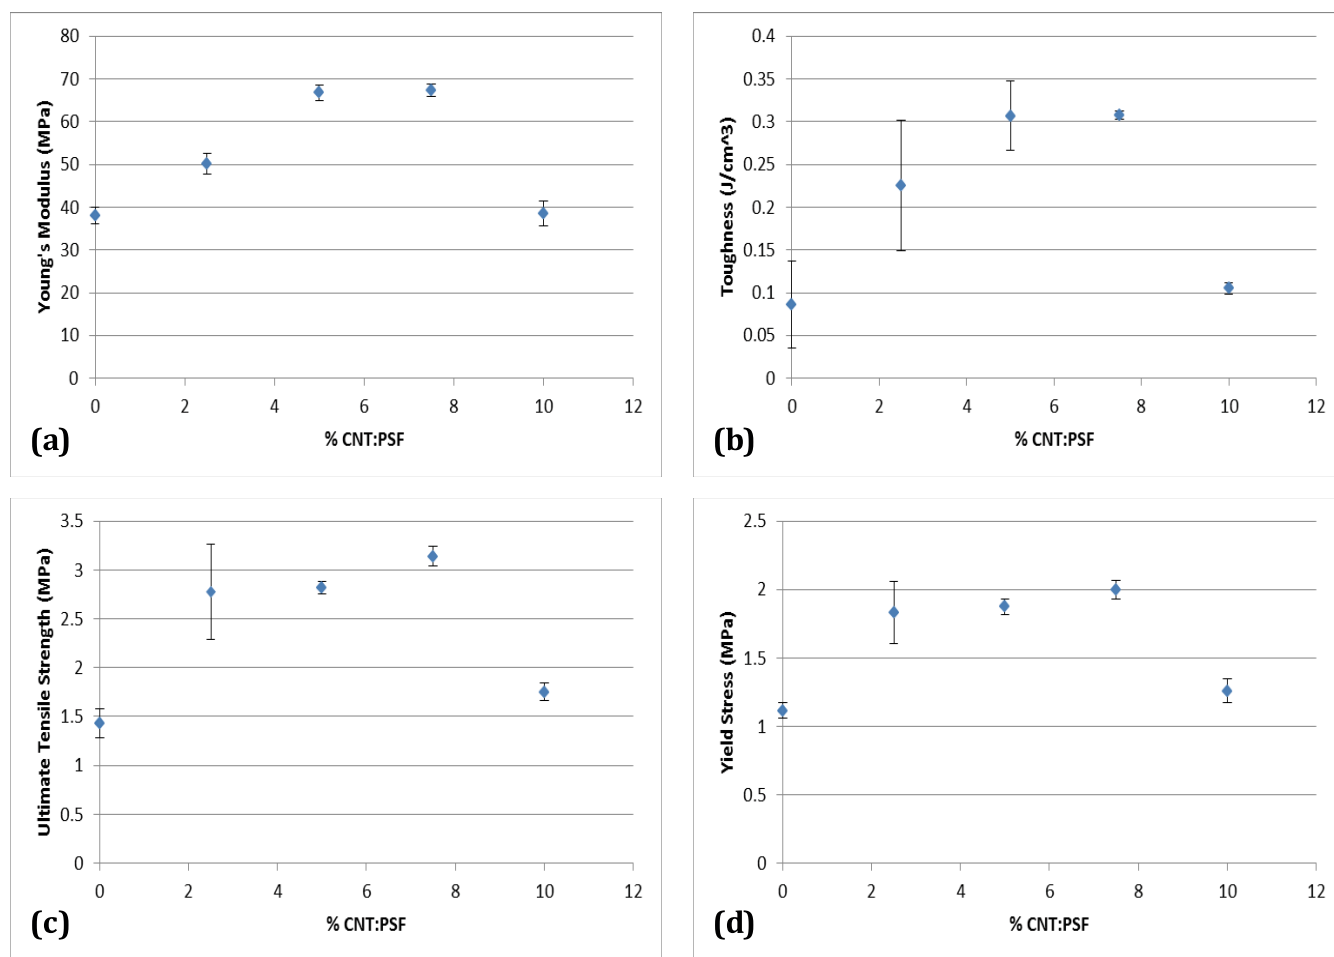 80
70
60
50
40
30
20
10
0
Young's Modulus (MPa)
0 2 4 6 8 10 12
% CNT:PSF
(a)
0.4
0.35
0.3
0.25
0.2
0.15
0.1
0.05
0
Toughness (J/cm^3)
0 2 4 6 8 10 12
% CNT:PSF
(b)
3.5
3
2.5
2
1.5
1
0.5
0
Ultimate Tensile Strength (MPa)
0 2 4 6 8 10 12
% CNT:PSF
(c)
2.5
2
1.5
1
0.5
0
Yield Stress (MPa)
0 2 4 6 8 10 12
% CNT:PSF
(d)